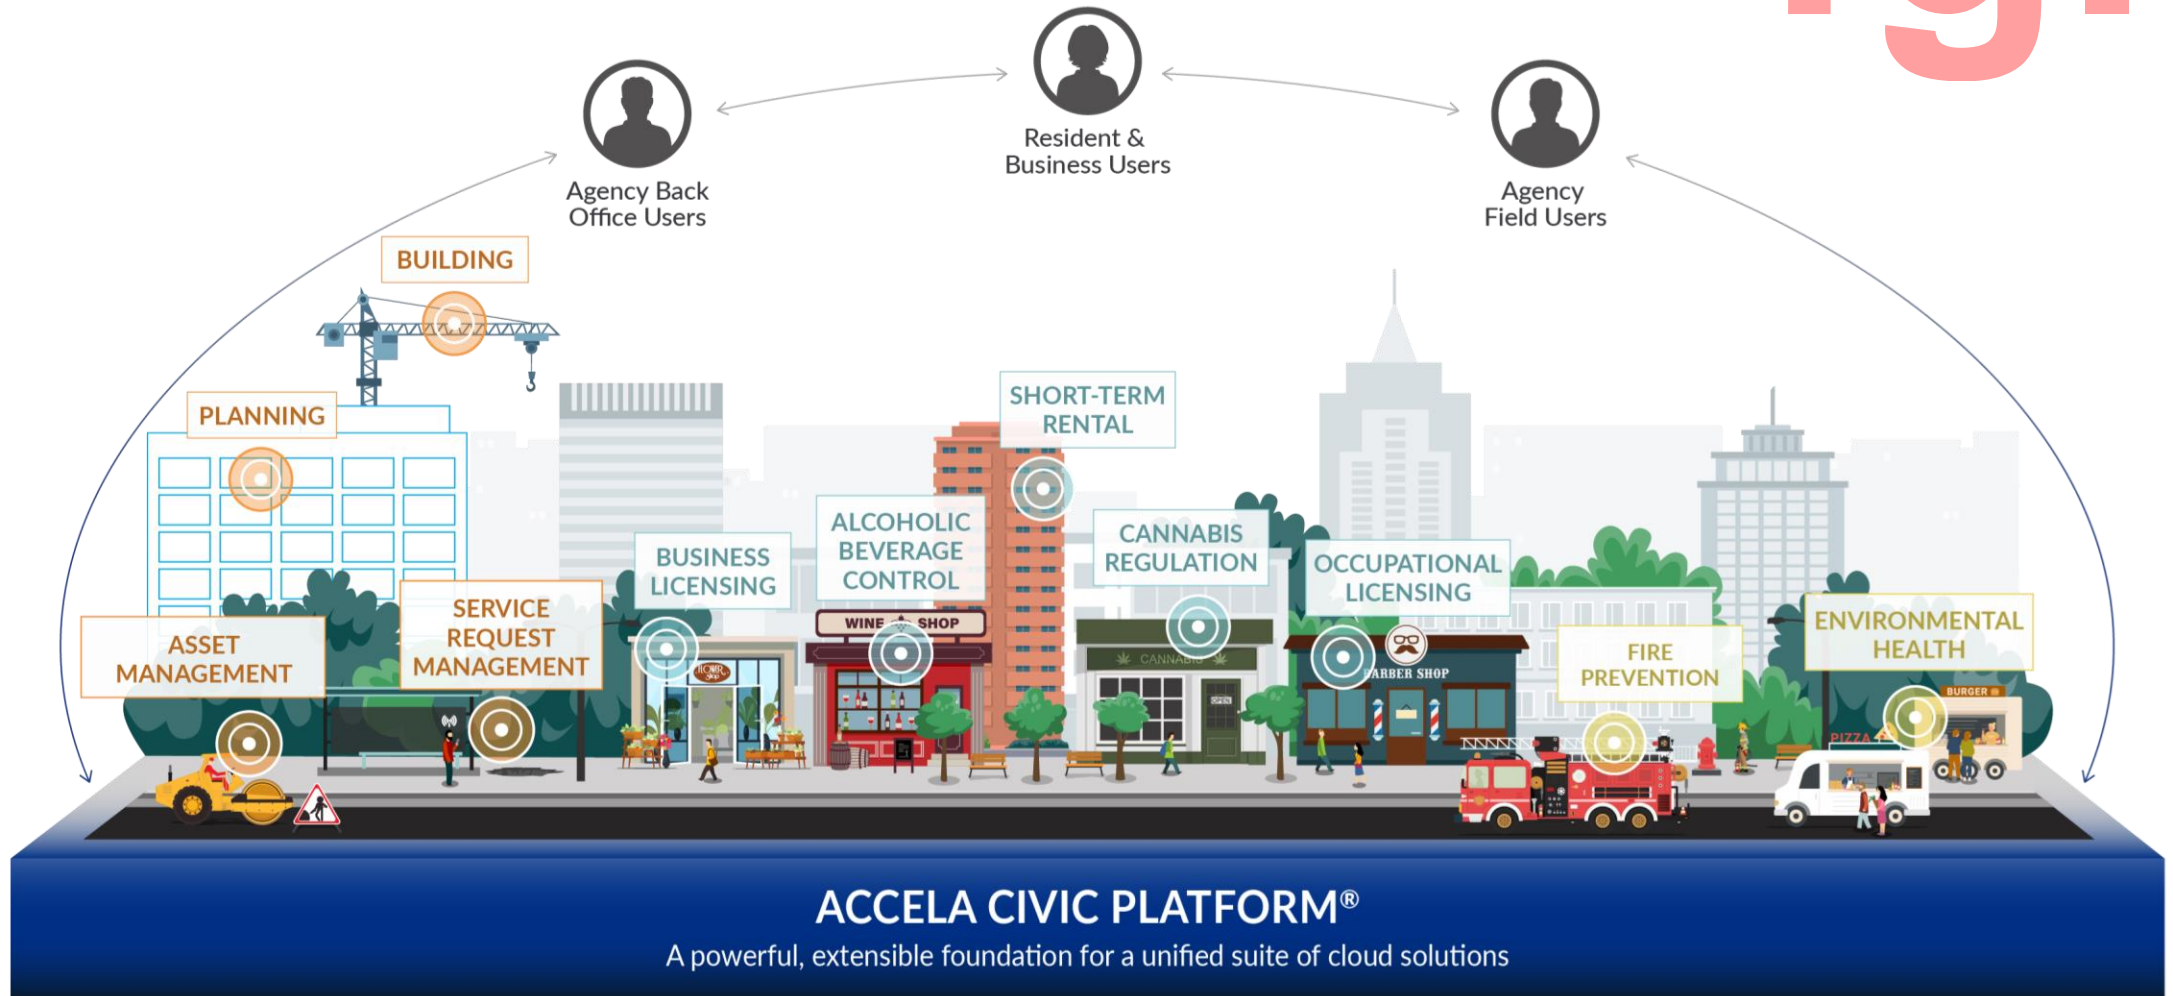 Resident &
Business Users
Agency Back
Office Users
Agency
Field Users
BUILDING
PLANNING
SHORT-TERM
RENTAL
ALCOHOLIC
BEVERAGE
CONTROL
CANNABIS
REGULATION
BUSINESS
LICENSING
OCCUPATIONAL
LICENSING
SERVICE
REQUEST
MANAGEMENT
ASSET
MANAGEMENT
FIRE
PREVENTION
ENVIRONMENTAL
HEALTH
WINE SHOP
CANNABIS
BARBER SHOP
OPEN
BURGER
PIZZA
ACCELA CIVIC PLATFORM®
A powerful, extensible foundation for a unified suite of cloud solutions